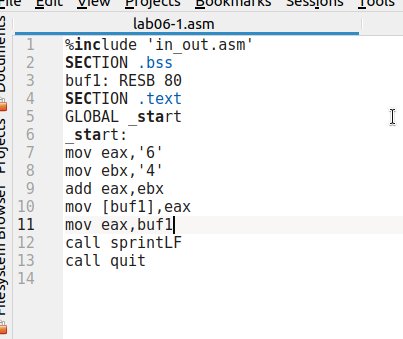 File Edit View Projects Bookmarks Sessions Tools
lab06-1.asm
1 %include 'in_out.asm'
2 SECTION .bss
3 buf1: RESB 80
4 SECTION .text
5 GLOBAL _start
6 _start:
7 mov eax,'6'
8 mov ebx,'4'
9 add eax,ebx
10 mov [buf1],eax
11 mov eax,buf1
12 call sprintLF
13 call quit
14
Documents
Projects
Filesystem Browser